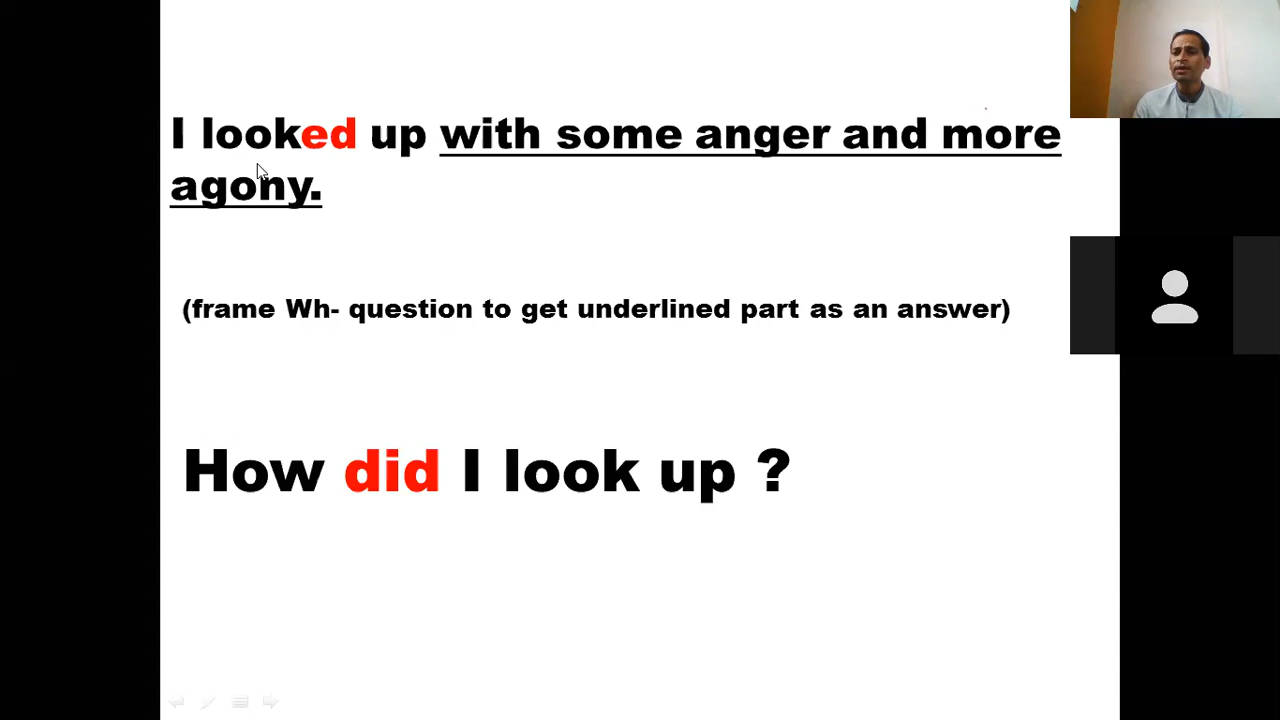 I looked up with some anger and more
agony.
(frame Wh- question to get underlined part as an answer)
How did I look up ?